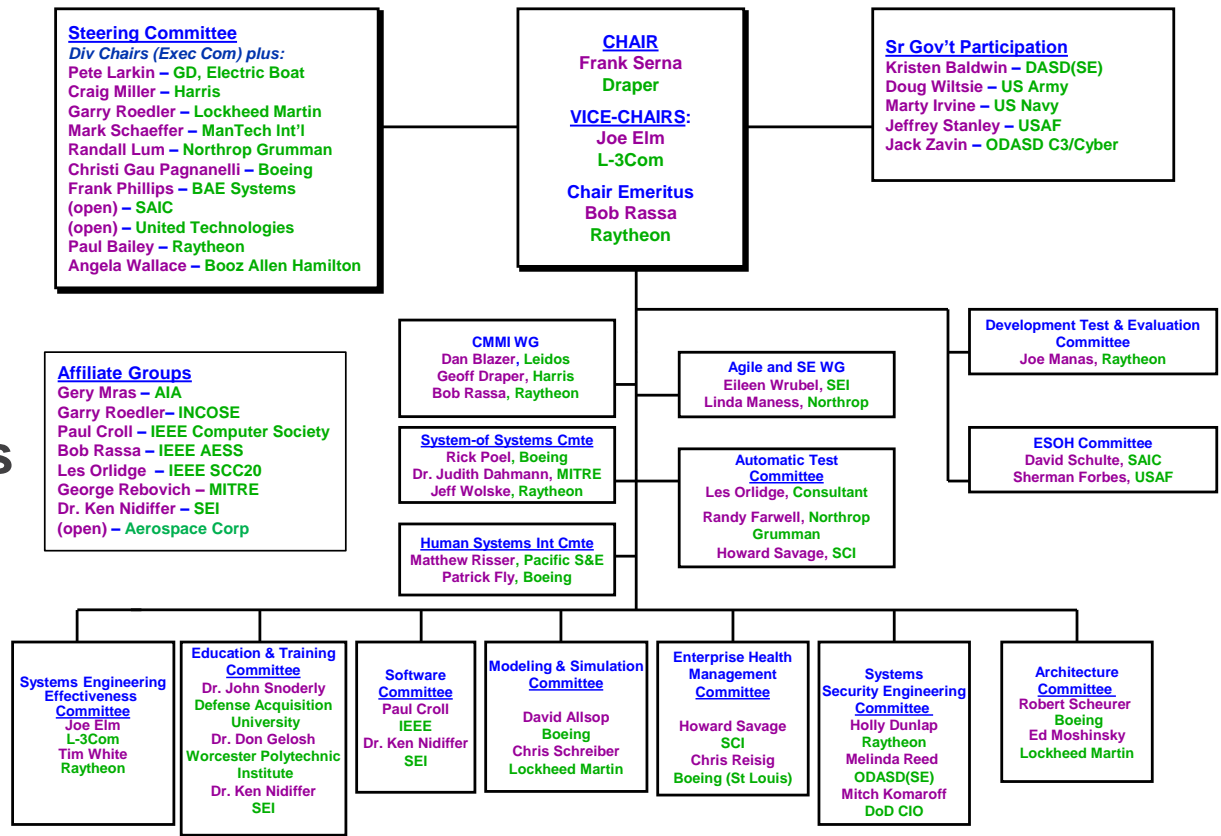 Steering Committee
Div Chairs (Exec Com) plus:
Pete Larkin – GD, Electric Boat
Craig Miller – Harris
Garry Roedler – Lockheed Martin
Mark Schaeffer – ManTech Int'l
Randall Lum – Northrop Grumman
Christi Gau Pagnanelli – Boeing
Frank Phillips – BAE Systems
(open) – SAIC
(open) – United Technologies
Paul Bailey – Raytheon
Angela Wallace – Booz Allen Hamilton
CHAIR
Frank Serna
Draper
VICE-CHAIRS:
Joe Elm
L-3Com
Chair Emeritus
Bob Rassa
Raytheon
Sr Gov't Participation
Kristen Baldwin – DASD(SE)
Doug Wiltsie – US Army
Marty Irvine – US Navy
Jeffrey Stanley – USAF
Jack Zavin – ODASD C3/Cyber
s
Affiliate Groups
Gery Mras – AIA
Garry Roedler– INCOSE
Paul Croll – IEEE Computer Society
Bob Rassa – IEEE AESS
Les Orlidge – IEEE SCC20
George Rebovich – MITRE
Dr. Ken Nidiffer – SEI
(open) – Aerospace Corp
CMMI WG
Dan Blazer, Leidos
Geoff Draper, Harris
Bob Rassa, Raytheon
System-of Systems Cmte
Rick Poel, Boeing
Dr. Judith Dahmann, MITRE
Jeff Wolske, Raytheon
Human Systems Int Cmte
Matthew Risser, Pacific S&E
Patrick Fly, Boeing
Agile and SE WG
Eileen Wrubel, SEI
Linda Maness, Northrop
Automatic Test
Committee
Les Orlidge, Consultant
Randy Farwell, Northrop
Grumman
Howard Savage, SCI
Development Test & Evaluation
Committee
Joe Manas, Raytheon
ESOH Committee
David Schulte, SAIC
Sherman Forbes, USAF
Systems Engineering
Effectiveness
Committee
Joe Elm
L-3Com
Tim White
Raytheon
Education & Training
Committee
Dr. John Snoderly
Defense Acquisition
University
Dr. Don Gelosh
Worcester Polytechnic
Institute
Dr. Ken Nidiffer
SEI
Software
Committee
Paul Croll
IEEE
Dr. Ken Nidiffer
SEI
Modeling & Simulation
Committee
David Allsop
Boeing
Chris Schreiber
Lockheed Martin
Enterprise Health
Management
Committee
Howard Savage
SCI
Chris Reisig
Boeing (St Louis)
Systems
Security Engineering
Committee
Holly Dunlap
Raytheon
Melinda Reed
ODASD(SE)
Mitch Komaroff
DoD CIO
Architecture
Committee
Robert Scheurer
Boeing
Ed Moshinsky
Lockheed Martin